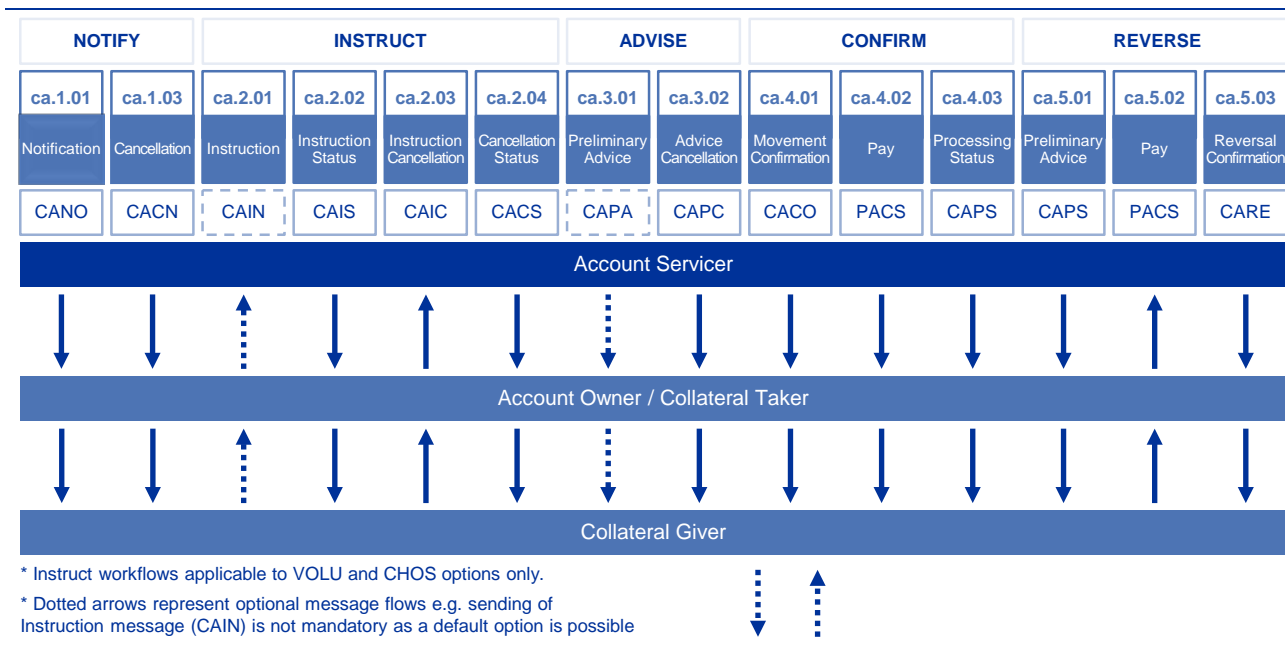 NOTIFY INSTRUCT ADVISE CONFIRM REVERSE
ca.1.01 ca.1.03 ca.2.01 ca.2.02 ca.2.03 ca.2.04 ca.3.01 ca.3.02 ca.4.01 ca.4.02 ca.4.03 ca.5.01 ca.5.02 ca.5.03
Notification Cancellation Instruction Instruction Status Instruction Cancellation Cancellation Status Preliminary Advice Advice Cancellation Movement Confirmation Pay Processing Status Preliminary Advice Pay Reversal Confirmation
CANO CACN CAIN CAIS CAIC CACS CAPA CAPC CACO PACS CAPS CAPS PACS CARE
Account Servicer
Account Owner / Collateral Taker
Collateral Giver
* Instruct workflows applicable to VOLU and CHOS options only.
* Dotted arrows represent optional message flows e.g. sending of
Instruction message (CAIN) is not mandatory as a default option is possible